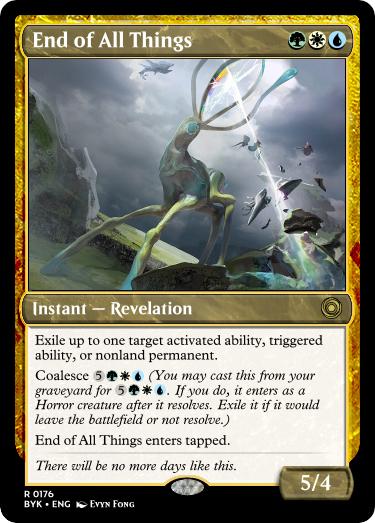 End of All Things
Instant — Revelation
Exile up to one target activated ability, triggered
ability, or nonland permanent.
Coalesce 5 (You may cast this from your
graveyard for 5. If you do, it enters as a
Horror creature after it resolves. Exile it if it would
leave the battlefield or not resolve.)
End of All Things enters tapped.
There will be no more days like this.
5/4
R 0176
BYK • ENG Evyn Fong